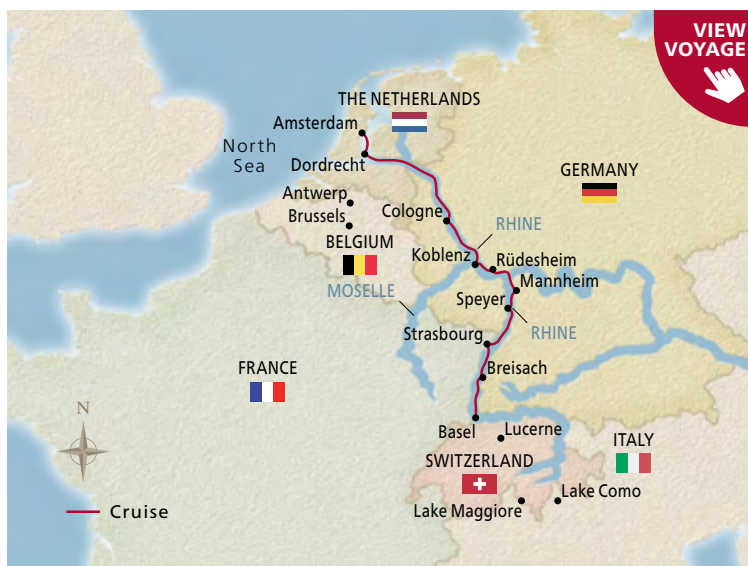 VIEW
VOYAGE
THE NETHERLANDS
Amsterdam
North
Sea
Dordrecht
GERMANY
Antwerp
Cologne
Brussels
RHINE
BELGIUM
Koblenz
Rüdesheim
MOSELLE
Mannheim
Speyer
Strasbourg
RHINE
FRANCE
Breisach
N
Basel
Lucerne
ITALY
SWITZERLAND
Lake Como
Lake Maggiore
Cruise